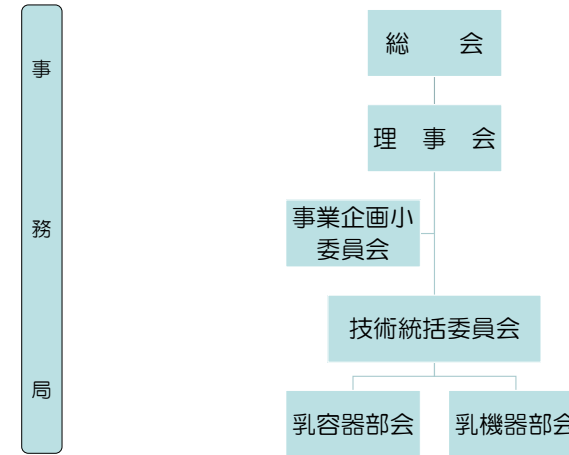 事
務
局
総　会
理　事　会
事業企画小
委員会
技術統括委員会
乳容器部会
乳機器部会